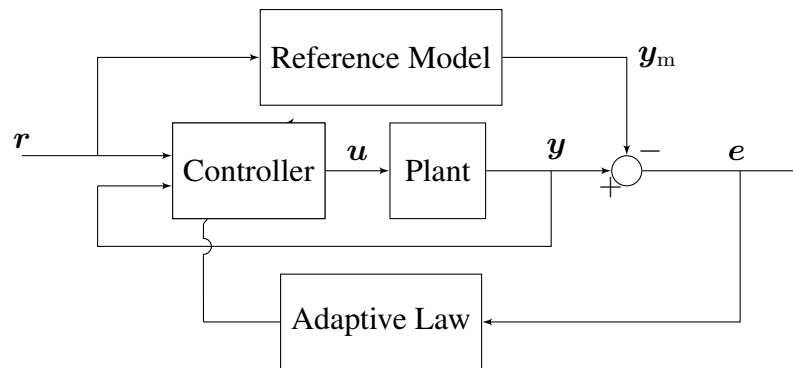 Reference Model
y_m
r
Controller
u
Plant
y
−
+
e
Adaptive Law